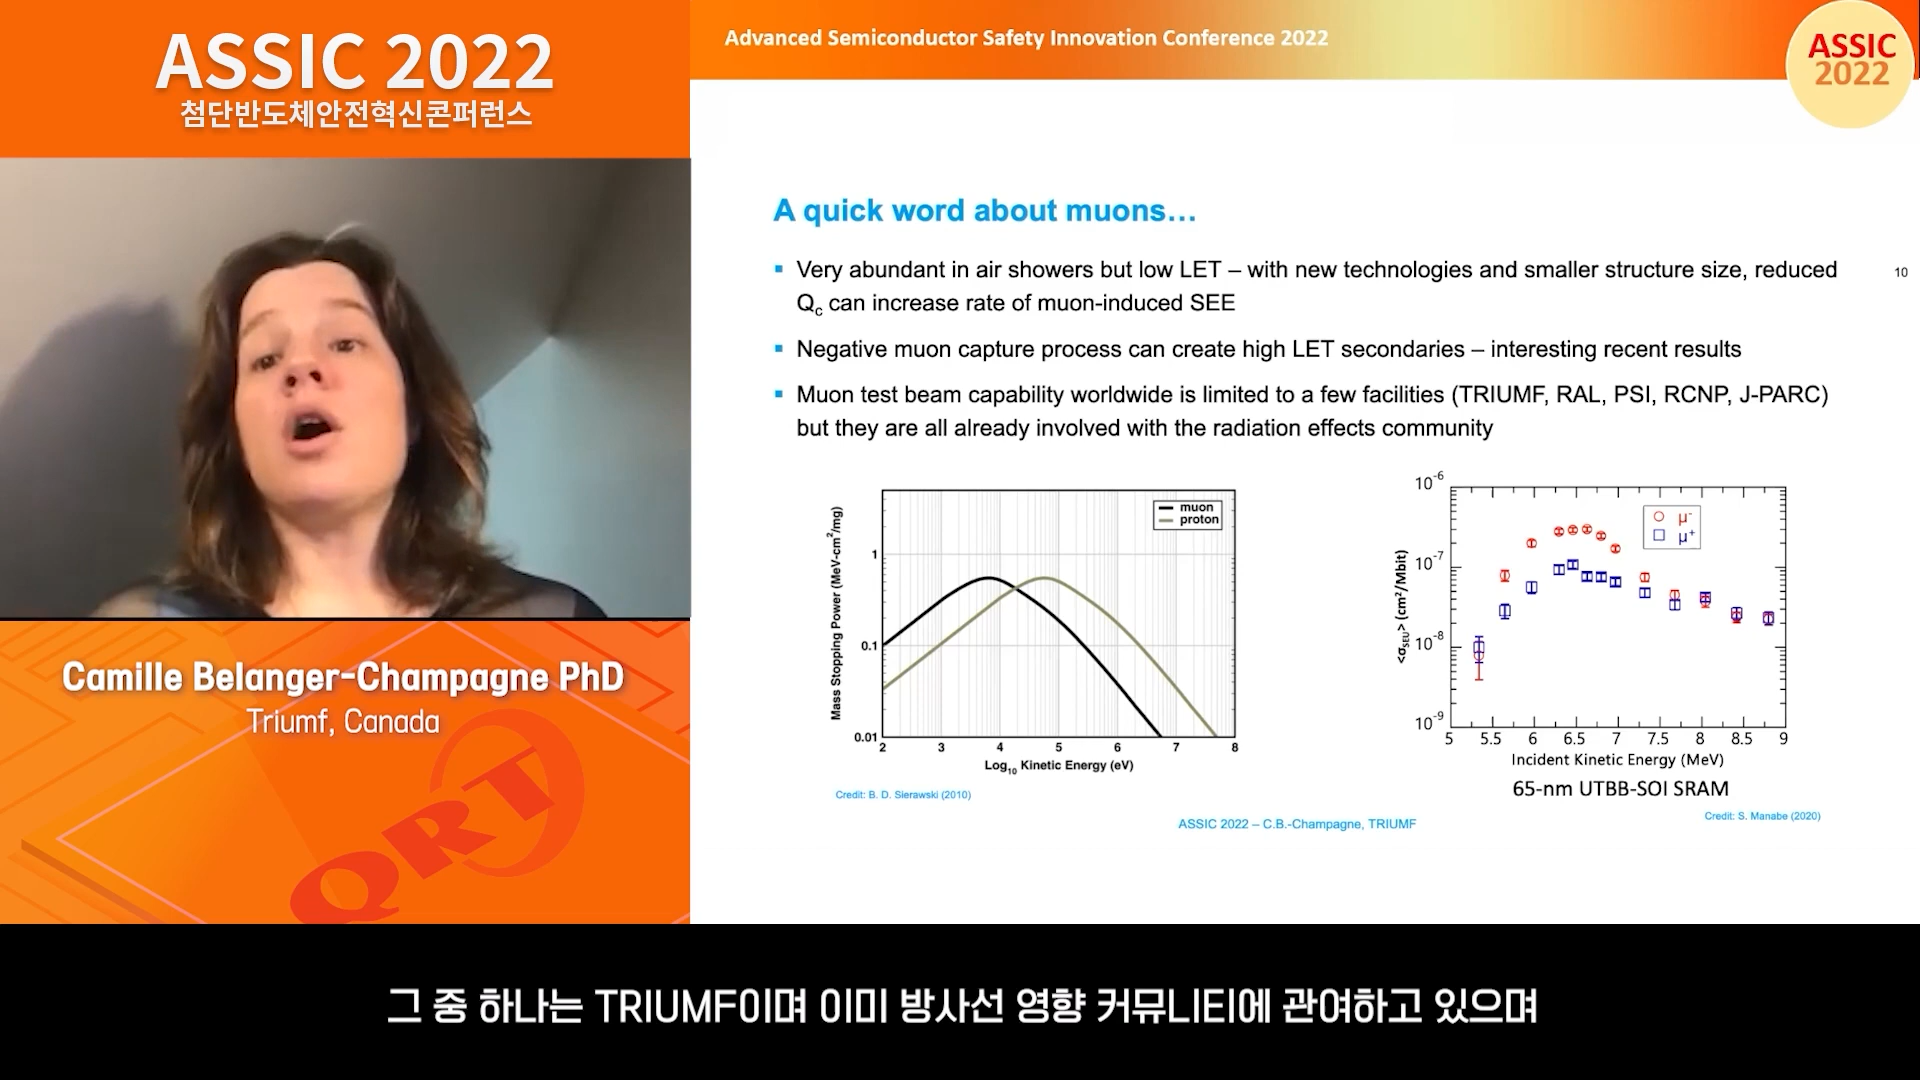 ASSIC 2022
첨단반도체안전혁신콘퍼런스
Camille Belanger-Champagne PhD
Triumf, Canada
QRT
Advanced Semiconductor Safety Innovation Conference 2022
ASSIC
2022
A quick word about muons…
Very abundant in air showers but low LET – with new technologies and smaller structure size, reduced
Qc can increase rate of muon-induced SEE
10
Negative muon capture process can create high LET secondaries – interesting recent results
Muon test beam capability worldwide is limited to a few facilities (TRIUMF, RAL, PSI, RCNP, J-PARC)
but they are all already involved with the radiation effects community
Mass Stopping Power (MeV-cm²/mg)
1
0.1
0.01
muon
proton
2 3 4 5 6 7 8
Log10 Kinetic Energy (eV)
Credit: B. D. Sierawski (2010)
<σSEU> (cm²/Mbit)
10⁻⁶
10⁻⁷
10⁻⁸
10⁻⁹
μ⁻
μ⁺
5 5.5 6 6.5 7 7.5 8 8.5 9
Incident Kinetic Energy (MeV)
65-nm UTBB-SOI SRAM
Credit: S. Manabe (2020)
ASSIC 2022 – C.B.-Champagne, TRIUMF
그 중 하나는 TRIUMF이며 이미 방사선 영향 커뮤니티에 관여하고 있으며